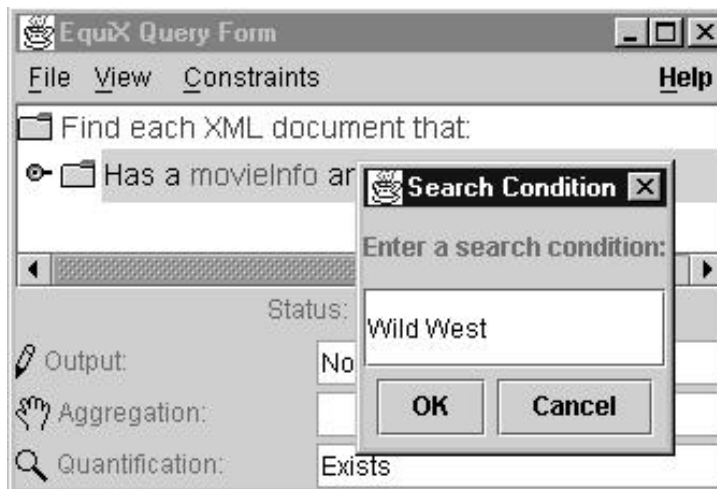 EquiX Query Form
File View Constraints Help
Find each XML document that:
Has a movieInfo
Search Condition
Enter a search condition:
Wild West
OK Cancel
Status:
Output: No
Aggregation:
Quantification: Exists